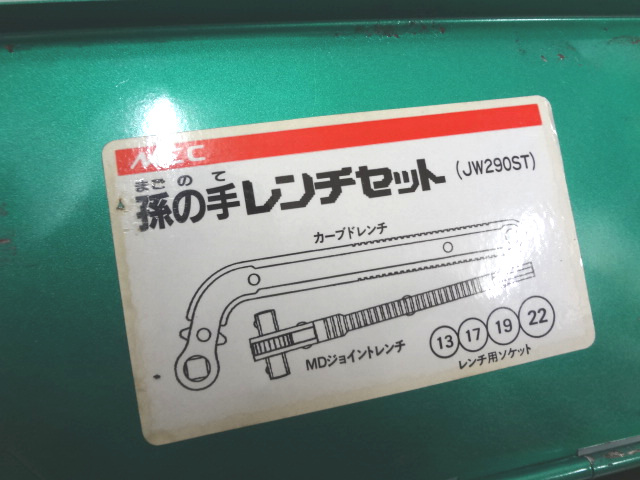 まごのて
孫の手レンチセット(JW290ST)
カーブドレンチ
MDジョイントレンチ
13 17 19 22
レンチ用ソケット